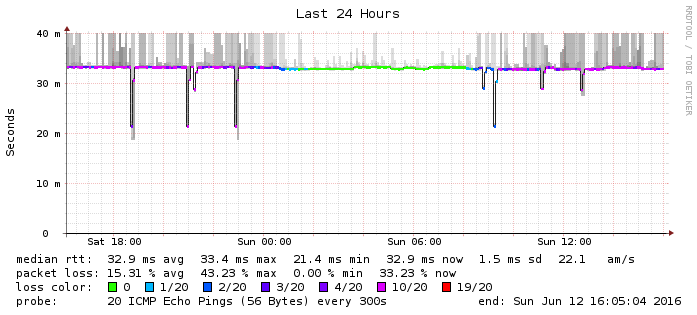 Last 24 Hours
RRDTOOL / TOBI OETIKER
Seconds
40 m
30 m
20 m
10 m
0
Sat 18:00 Sun 00:00 Sun 06:00 Sun 12:00
median rtt: 32.9 ms avg 33.4 ms max 21.4 ms min 32.9 ms now 1.5 ms sd 22.1 am/s
packet loss: 15.31 % avg 43.23 % max 0.00 % min 33.23 % now
loss color: 0 1/20 2/20 3/20 4/20 10/20 19/20
probe: 20 ICMP Echo Pings (56 Bytes) every 300s end: Sun Jun 12 16:05:04 2016